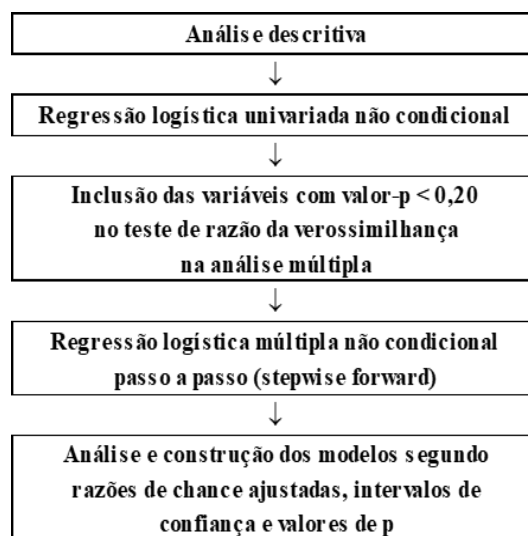 Análise descritiva
↓
Regressão logística univariada não condicional
↓
Inclusão das variáveis com valor-p < 0,20
no teste de razão da verossimilhança
na análise múltipla
↓
Regressão logística múltipla não condicional
passo a passo (stepwise forward)
↓
Análise e construção dos modelos segundo
razões de chance ajustadas, intervalos de
confiança e valores de p